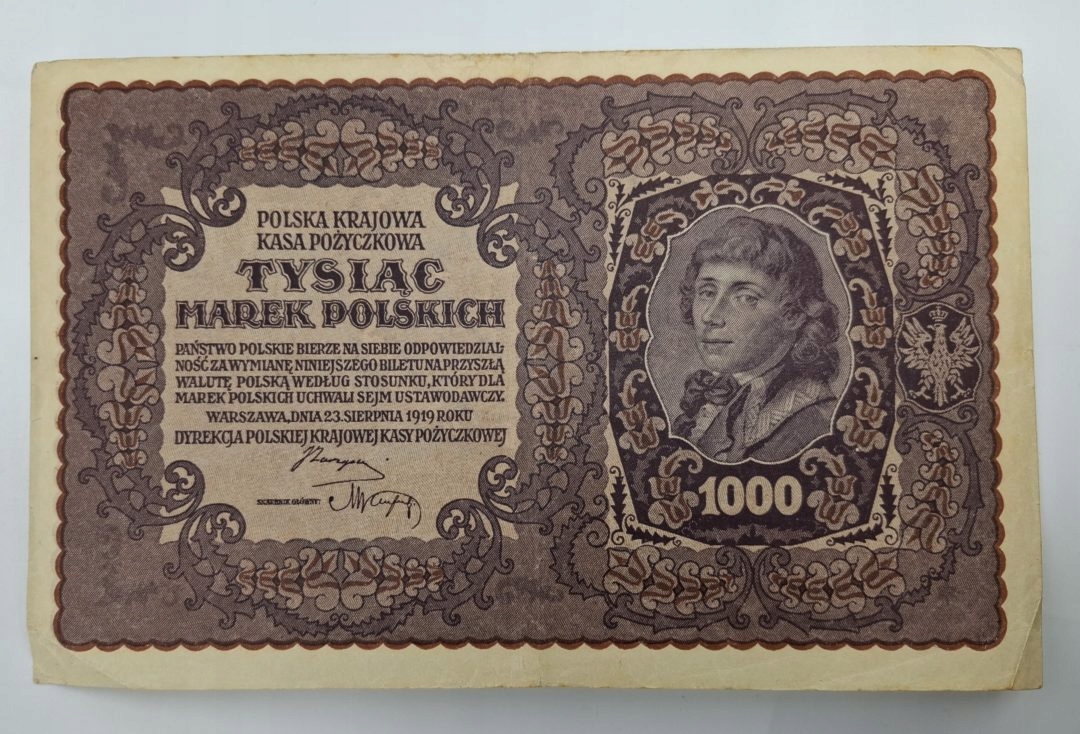 POLSKA KRAJOWA
KASA POŻYCZKOWA
TYSIĄC
MAREK POLSKICH
PAŃSTWO POLSKIE BIERZE NA SIEBIE ODPOWIEDZIAL
NOŚĆ ZA WYMIANĘ NINIEJSZEGO BILETU NA PRZYSZŁĄ
WALUTĘ POLSKĄ WEDŁUG STOSUNKU, KTÓRY DLA
MAREK POLSKICH UCHWALI SEJM USTAWODAWCZY.
WARSZAWA, DNIA 23. SIERPNIA 1919 ROKU
DYREKCJA POLSKIEJ KRAJOWEJ KASY POŻYCZKOWEJ
SKARBNIK GŁÓWNY:
1000